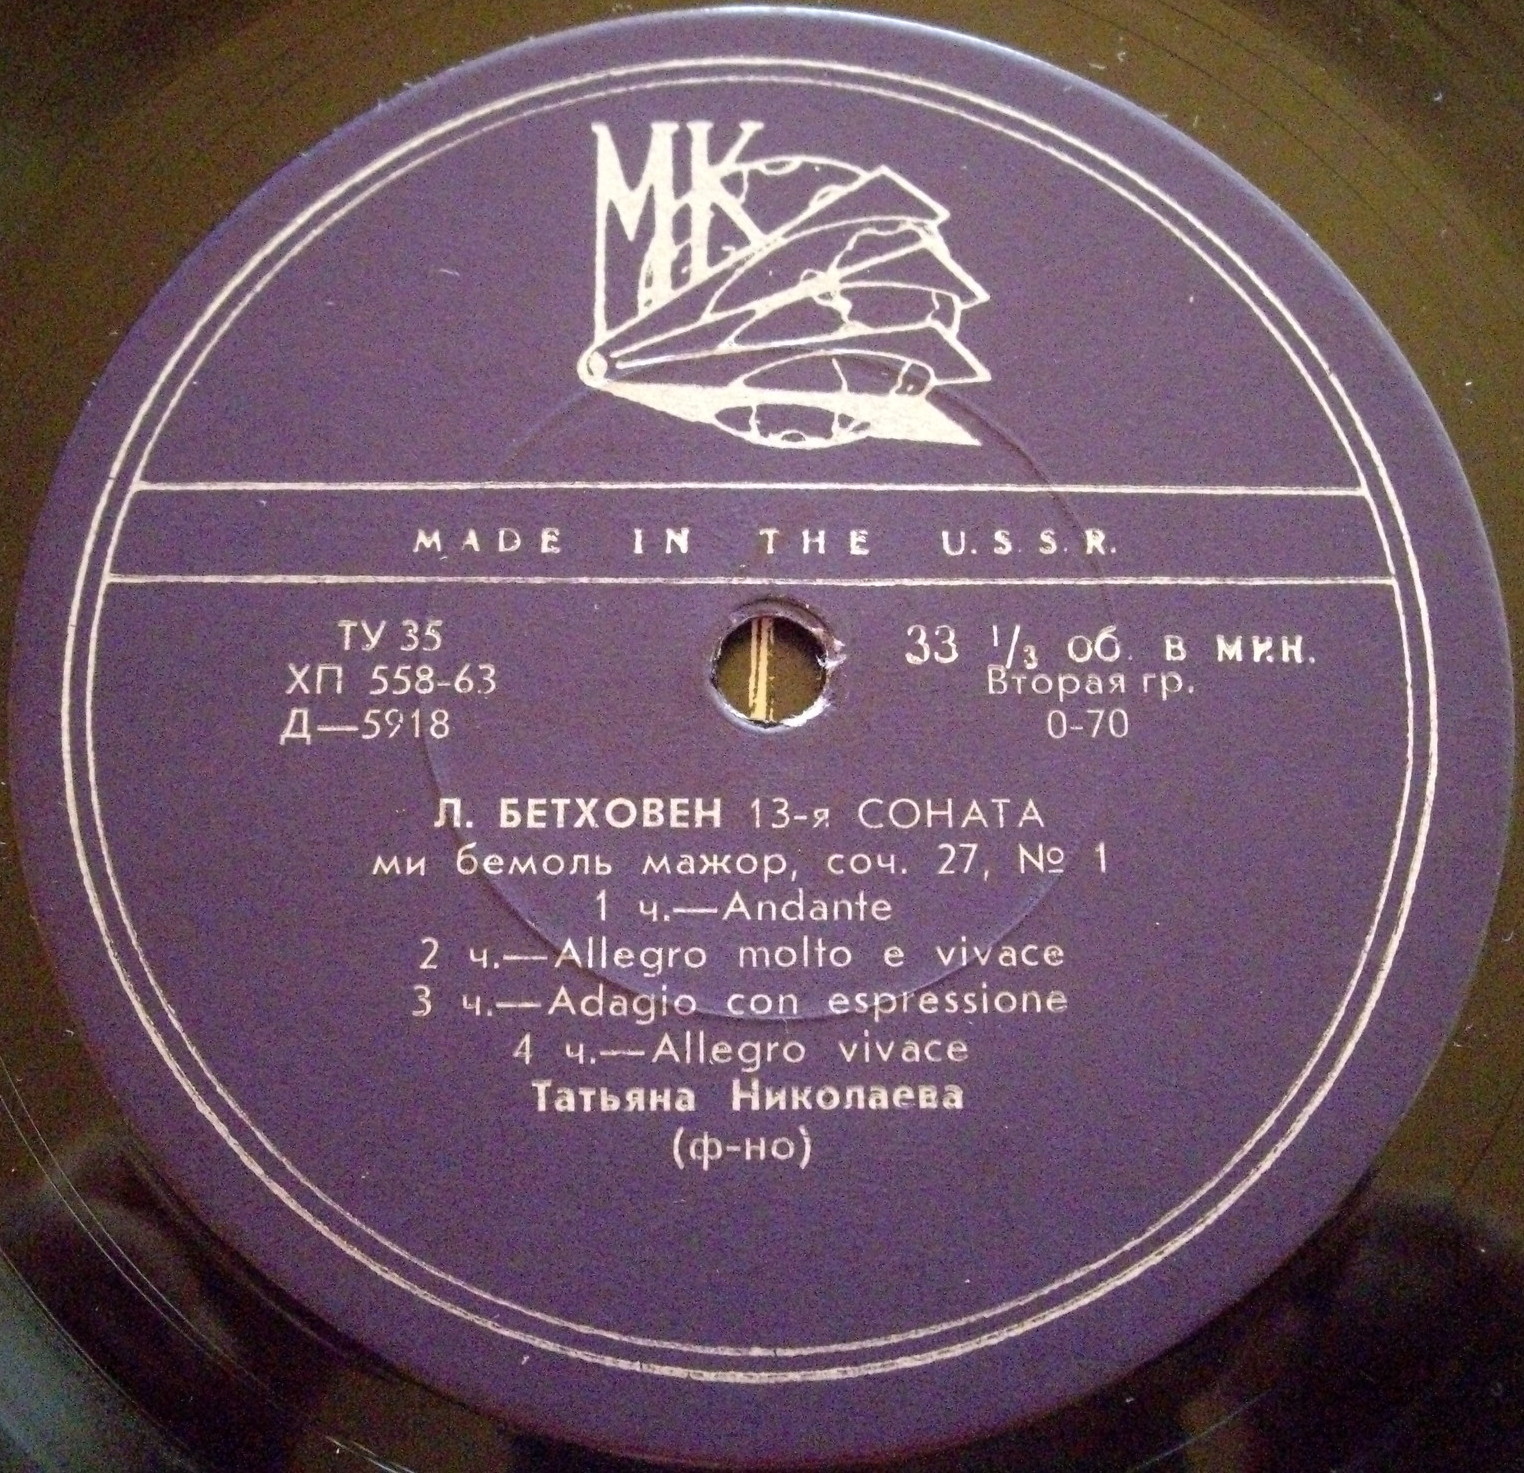 МК
MADE IN THE U.S.S.R.
ТУ 35
ХП 558-63
Д—5918
33 1/3 об. в мин.
Вторая гр.
0-70
Л. БЕТХОВЕН 13-я СОНАТА
ми бемоль мажор, соч. 27, № 1
1 ч.—Andante
2 ч.—Allegro molto e vivace
3 ч.—Adagio con espressione
4 ч.—Allegro vivace
Татьяна Николаева
(ф-но)